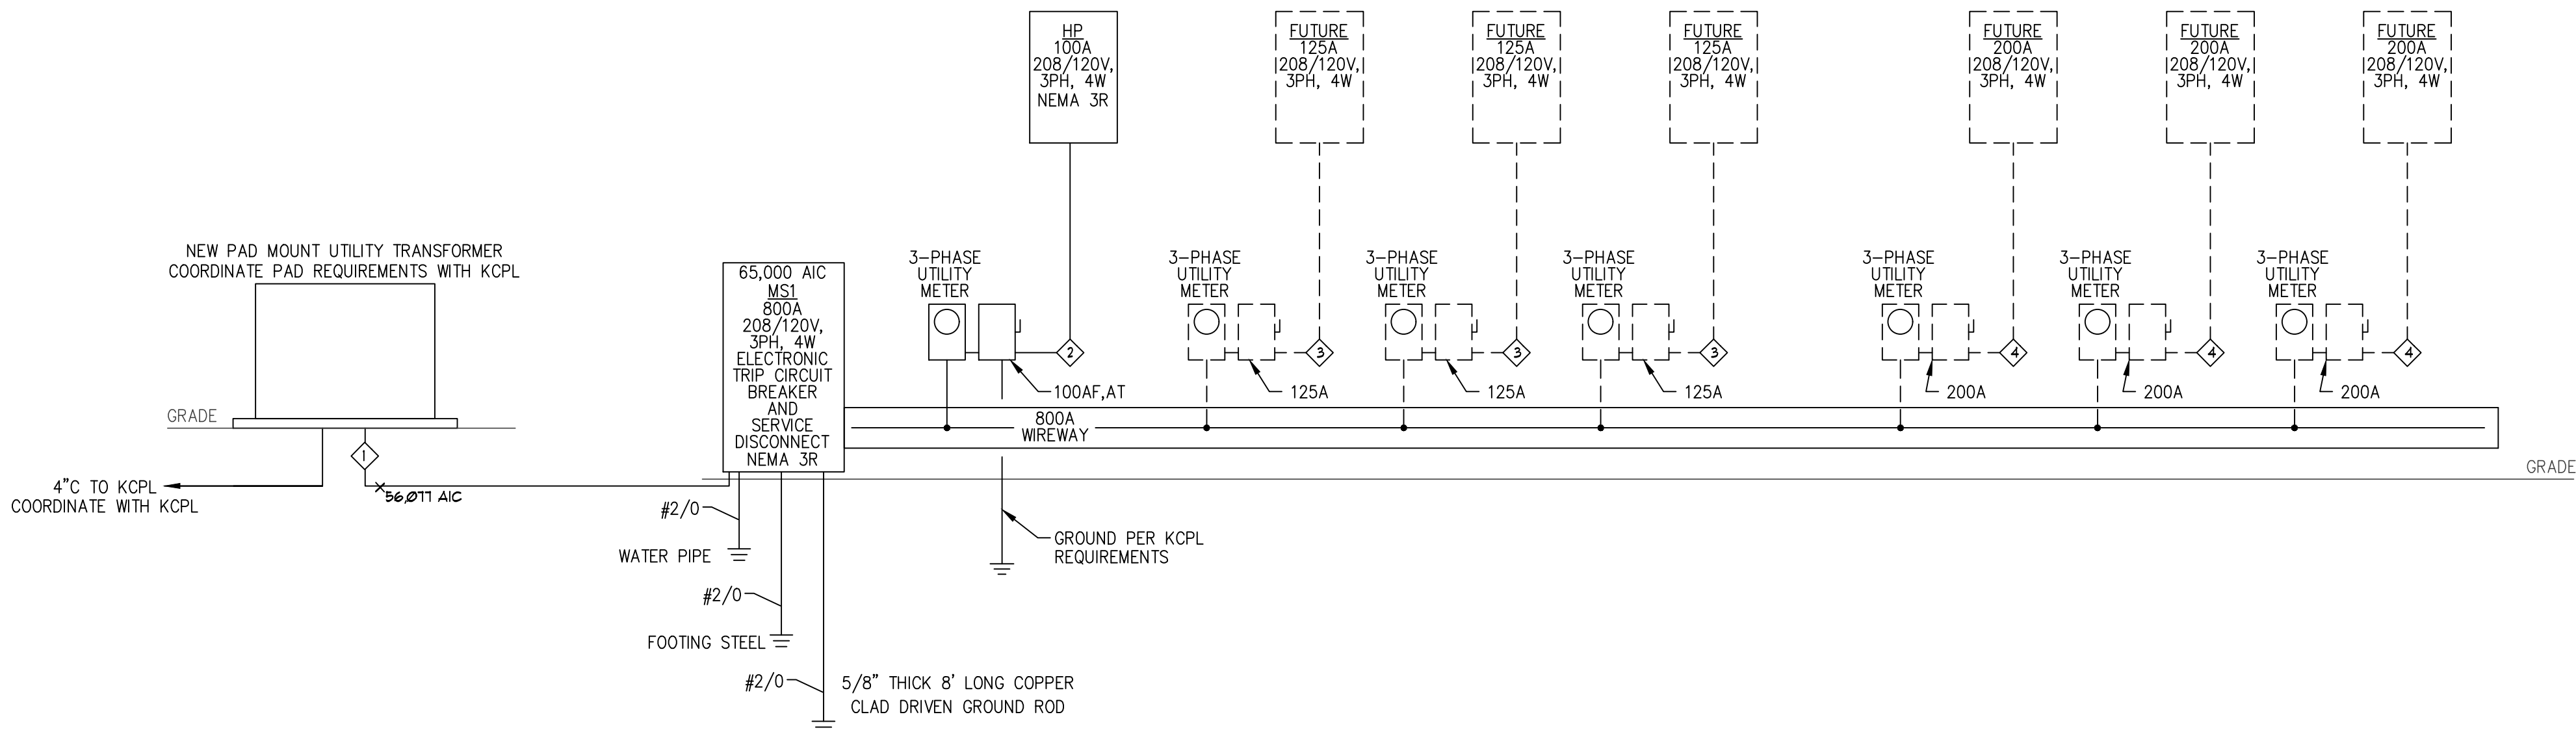 HP
100A
208/120V,
3PH, 4W
NEMA 3R
FUTURE
125A
208/120V,
3PH, 4W
FUTURE
125A
208/120V,
3PH, 4W
FUTURE
125A
208/120V,
3PH, 4W
FUTURE
200A
208/120V,
3PH, 4W
FUTURE
200A
208/120V,
3PH, 4W
FUTURE
200A
208/120V,
3PH, 4W
NEW PAD MOUNT UTILITY TRANSFORMER
COORDINATE PAD REQUIREMENTS WITH KCPL
GRADE
1
4"C TO KCPL
COORDINATE WITH KCPL
56,077 AIC
65,000 AIC
MS1
800A
208/120V,
3PH, 4W
ELECTRONIC
TRIP CIRCUIT
BREAKER
AND
SERVICE
DISCONNECT
NEMA 3R
3-PHASE
UTILITY
METER
2
100AF,AT
3-PHASE
UTILITY
METER
3
125A
3-PHASE
UTILITY
METER
3
125A
3-PHASE
UTILITY
METER
3
125A
3-PHASE
UTILITY
METER
4
200A
3-PHASE
UTILITY
METER
4
200A
3-PHASE
UTILITY
METER
4
200A
800A
WIREWAY
GRADE
#2/0
WATER PIPE
#2/0
FOOTING STEEL
#2/0
5/8" THICK 8' LONG COPPER
CLAD DRIVEN GROUND ROD
GROUND PER KCPL
REQUIREMENTS